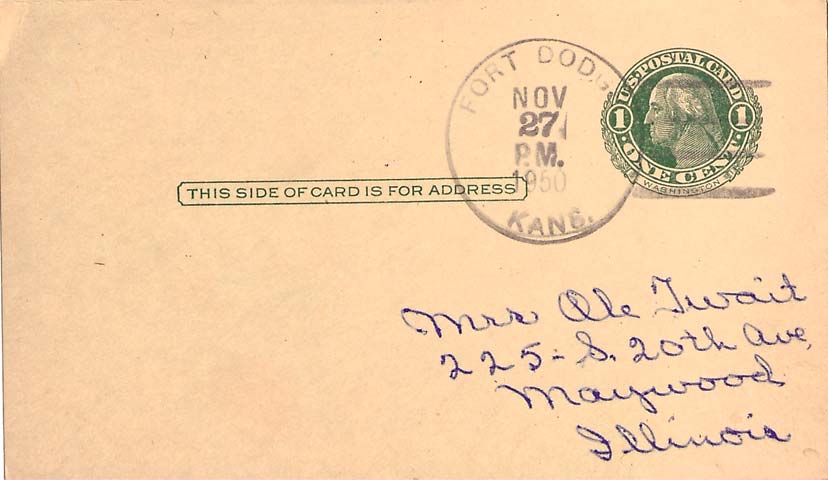 FORT DODGE
NOV
27
P.M.
1950
KANS.
U.S. POSTAL CARD
1 1
ONE CENT
WASHINGTON
THIS SIDE OF CARD IS FOR ADDRESS
Mrs Ole Twait
225 - S. 20th Ave,
Maywood
Illinois